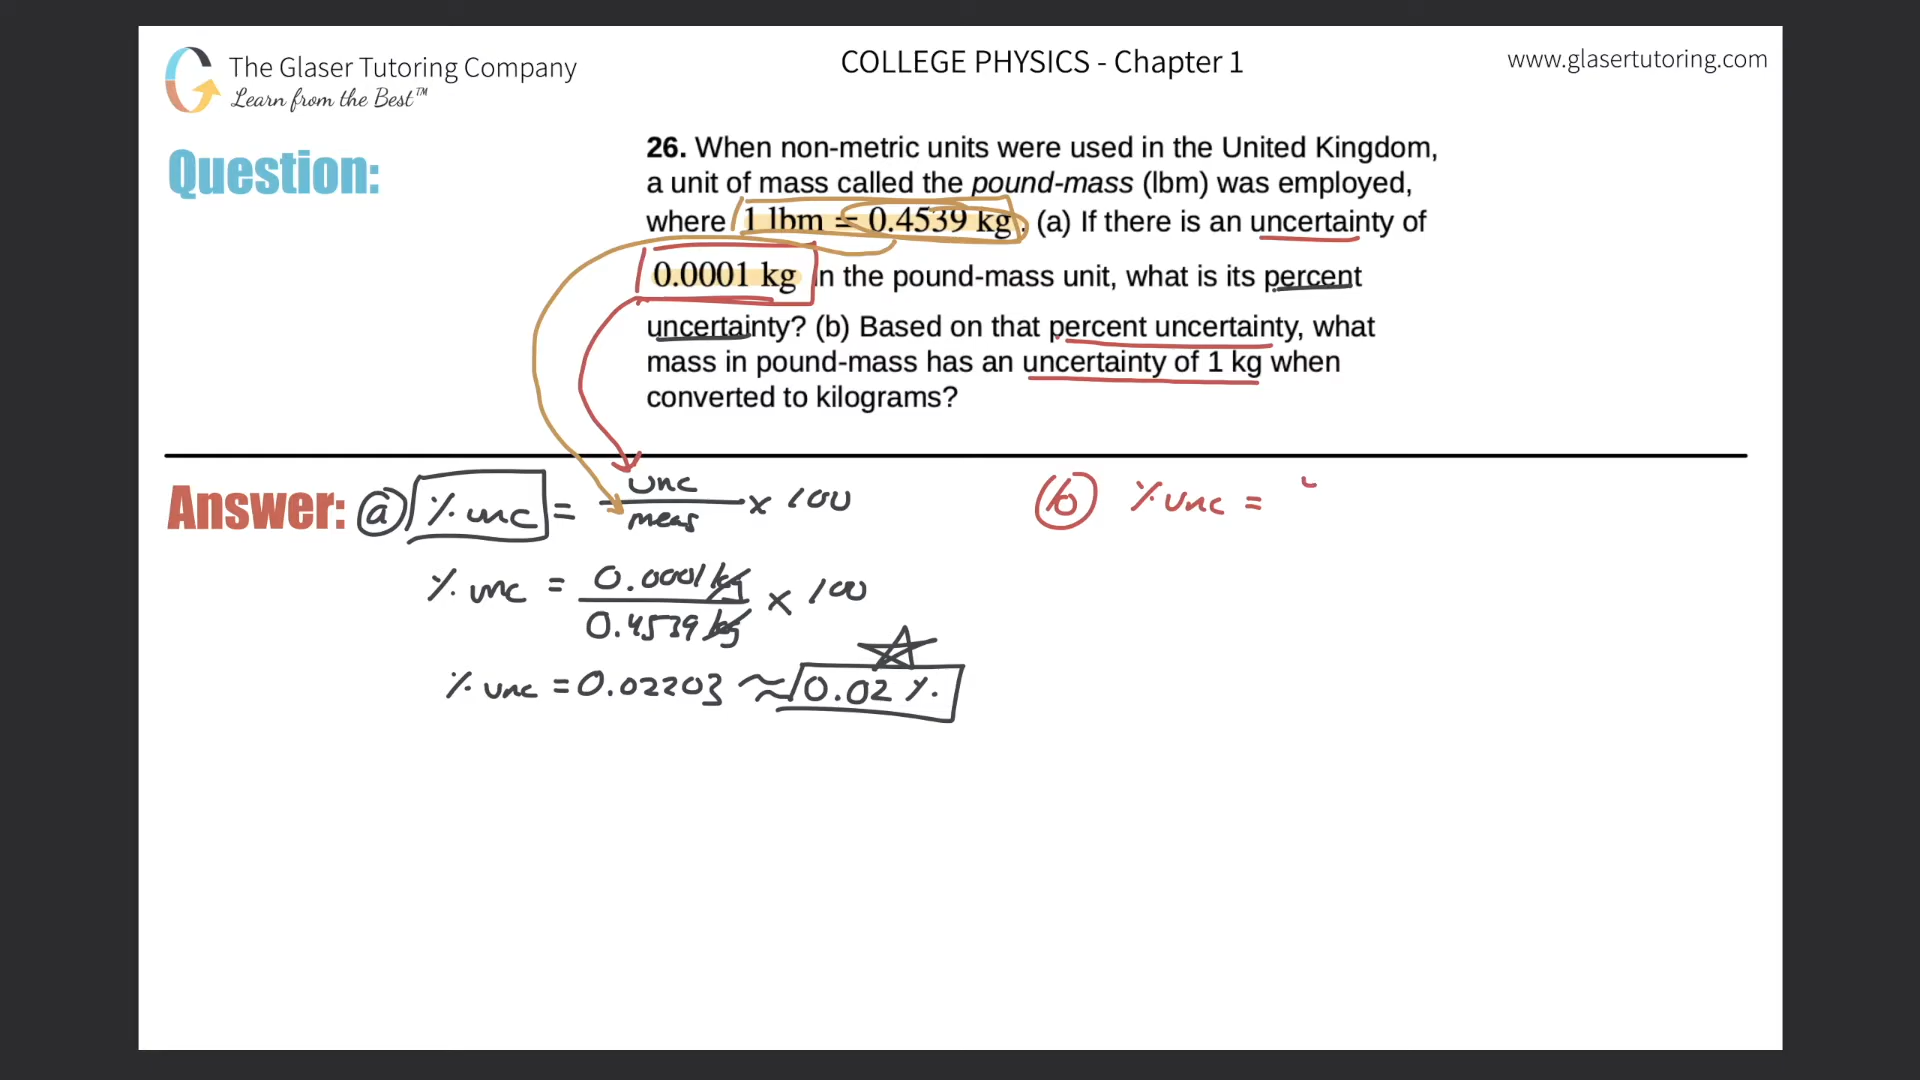 The Glaser Tutoring Company
Learn from the Best™
COLLEGE PHYSICS - Chapter 1
www.glasertutoring.com
Question:
26. When non-metric units were used in the United Kingdom,
a unit of mass called the pound-mass (lbm) was employed,
where 1 lbm = 0.4539 kg . (a) If there is an uncertainty of
0.0001 kg in the pound-mass unit, what is its percent
uncertainty? (b) Based on that percent uncertainty, what
mass in pound-mass has an uncertainty of 1 kg when
converted to kilograms?
Answer:
(a) % unc = unc / meas × 100
% unc = 0.0001 kg / 0.4539 kg × 100
% unc = 0.02203 ≈ 0.02 %.
(b) % unc =